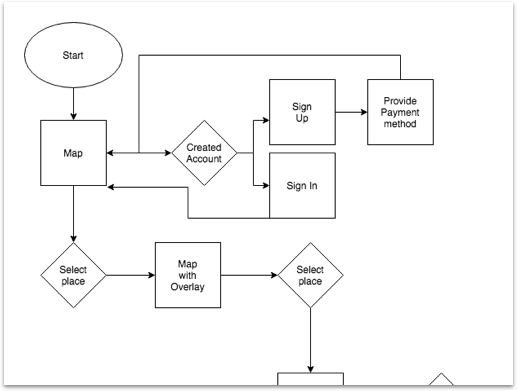 Start
Map
Created
Account
Sign
Up
Provide
Payment
method
Sign In
Select
place
Map
with
Overlay
Select
place